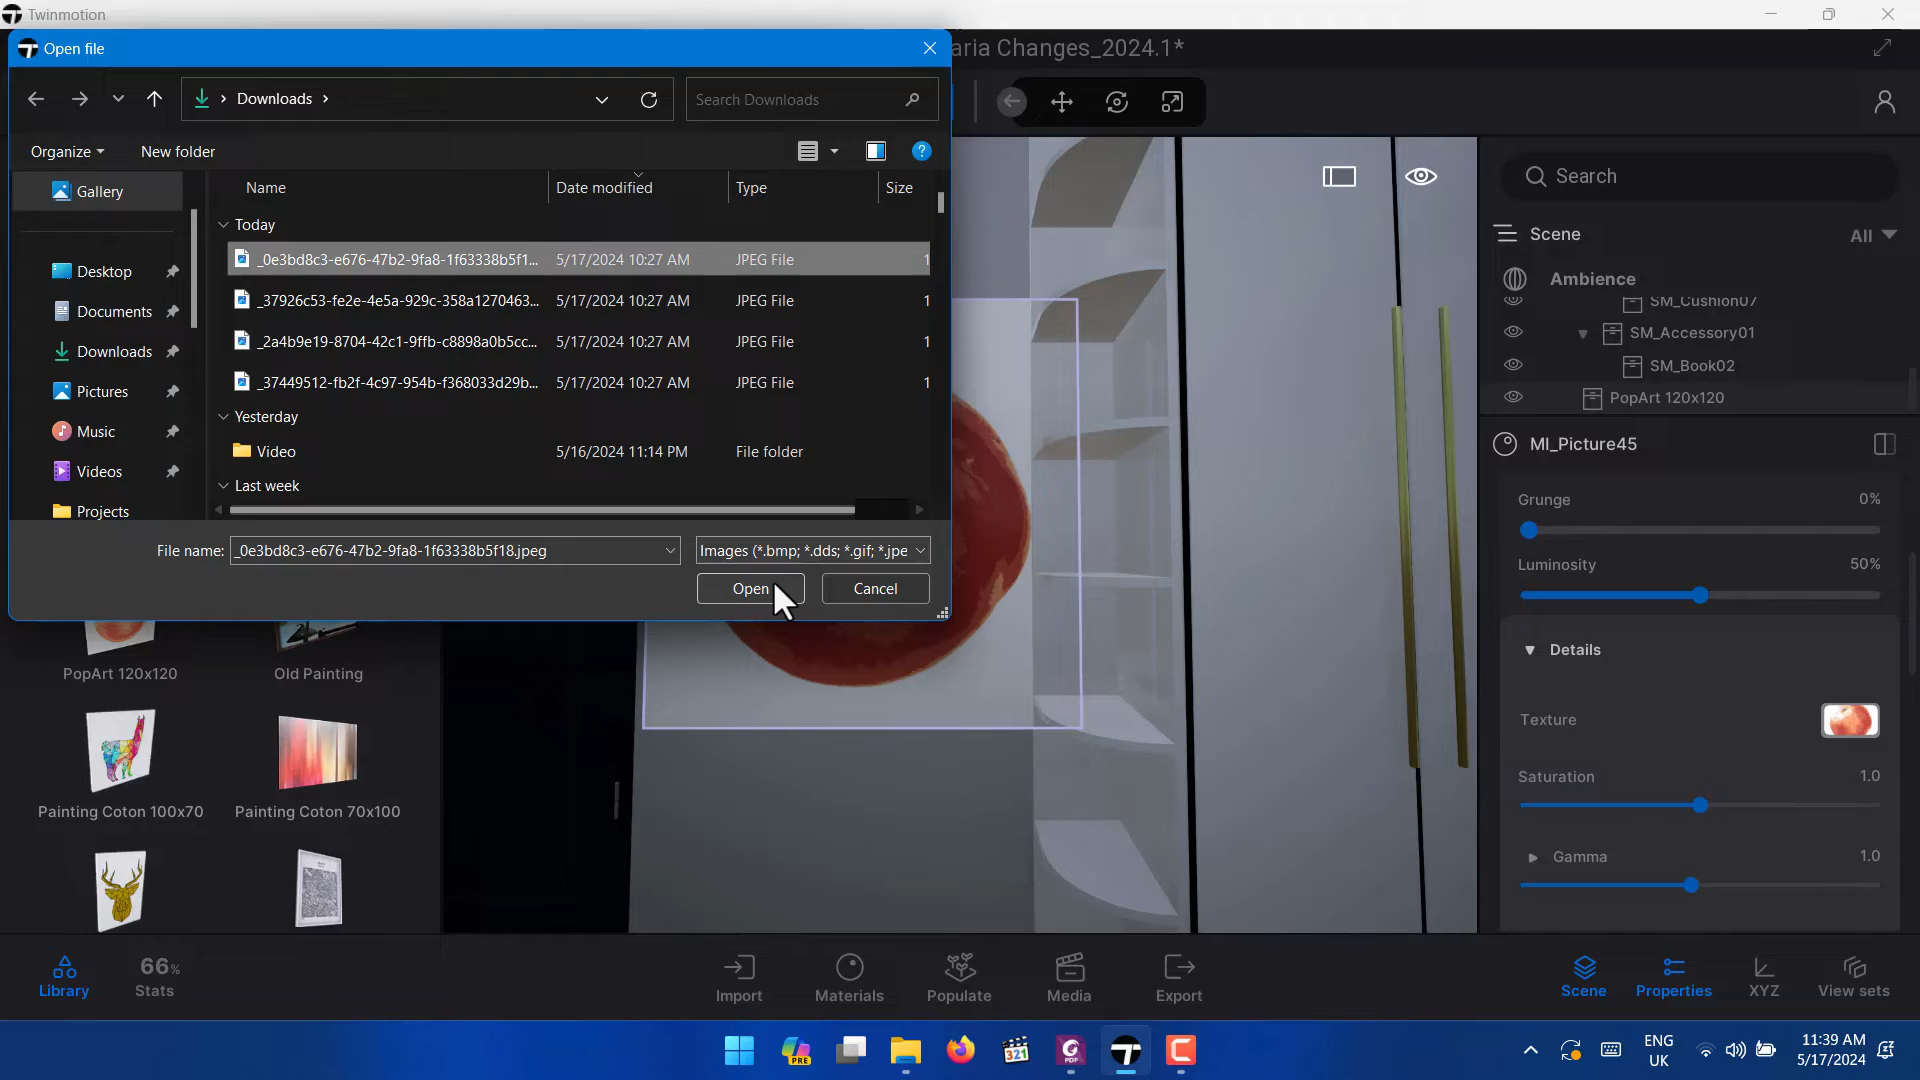 Twinmotion
Open file
aria Changes_2024.1*
Downloads
Search Downloads
Organize
New folder
Gallery
Desktop
Documents
Downloads
Pictures
Music
Videos
Projects
Name
Date modified
Type
Size
Today
_0e3bd8c3-e676-47b2-9fa8-1f63338b5f1... 5/17/2024 10:27 AM JPEG File 1
_37926c53-fe2e-4e5a-929c-358a1270463... 5/17/2024 10:27 AM JPEG File 1
_2a4b9e19-8704-42c1-9ffb-c8898a0b5cc... 5/17/2024 10:27 AM JPEG File 1
_37449512-fb2f-4c97-954b-f368033d29b... 5/17/2024 10:27 AM JPEG File 1
Yesterday
Video 5/16/2024 11:14 PM File folder
Last week
File name: _0e3bd8c3-e676-47b2-9fa8-1f63338b5f18.jpeg
Images (*.bmp; *.dds; *.gif; *.jpe
Open
Cancel
PopArt 120x120
Old Painting
Painting Coton 100x70
Painting Coton 70x100
Search
Scene
All
Ambience
SM_Cushion07
SM_Accessory01
SM_Book02
PopArt 120x120
MI_Picture45
Grunge 0%
Luminosity 50%
Details
Texture
Saturation 1.0
Gamma 1.0
Library
66%
Stats
Import
Materials
Populate
Media
Export
Scene
Properties
XYZ
View sets
PRE
321
PDF
ENG
UK
11:39 AM
5/17/2024